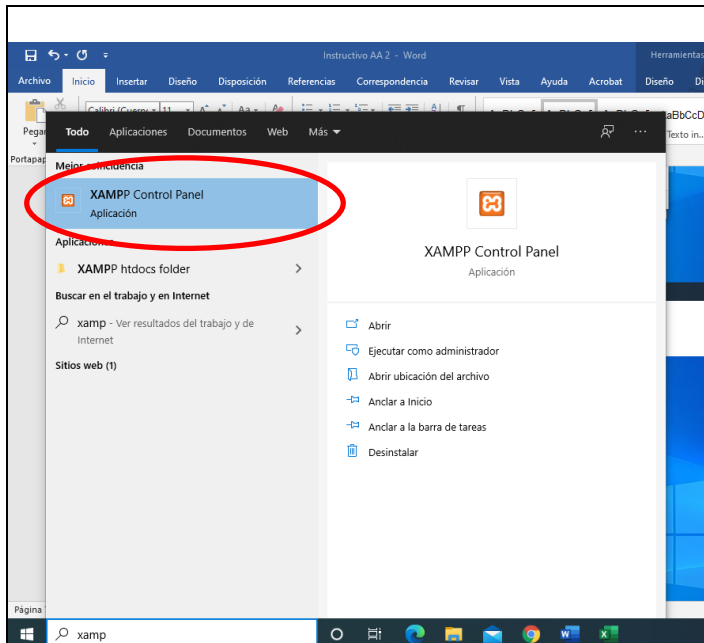 Instructivo AA 2 - Word
Herramientas
Archivo Inicio Insertar Diseño Disposición Referencias Correspondencia Revisar Vista Ayuda Acrobat Diseño
Pegar
11
Todo Aplicaciones Documentos Web Más
Mejor coincidencia
XAMPP Control Panel
Aplicación
Aplicaciones
XAMPP htdocs folder
Buscar en el trabajo y en Internet
xamp - Ver resultados del trabajo y de
Internet
Sitios web (1)
XAMPP Control Panel
Aplicación
Abrir
Ejecutar como administrador
Abrir ubicación del archivo
Anclar a Inicio
Anclar a la barra de tareas
Desinstalar
Texto in...
Página
xamp